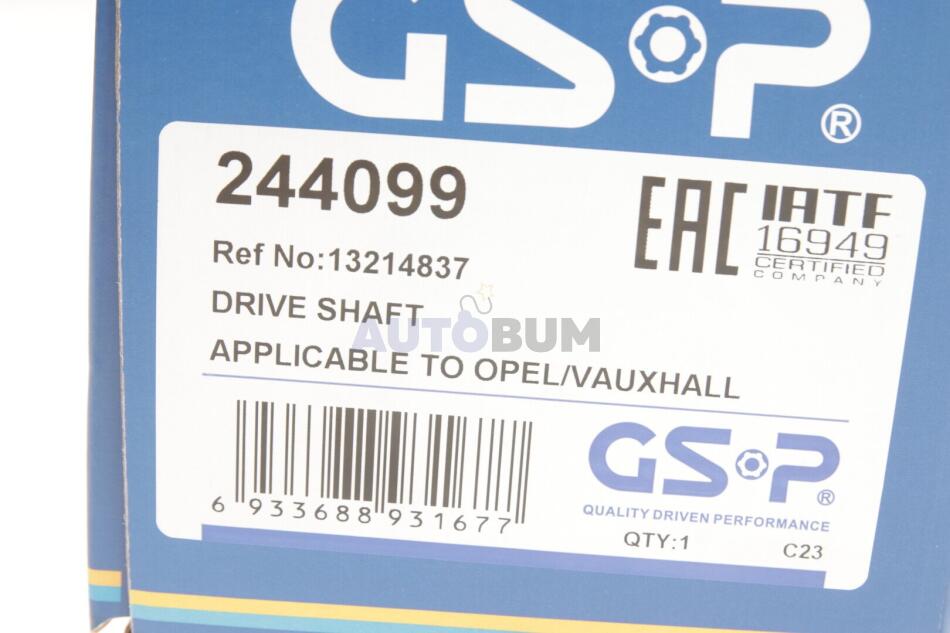 GSP®
244099
EAC
IATF
16949
CERTIFIED
COMPANY
Ref No:13214837
DRIVE SHAFT
AUTOBUM
APPLICABLE TO OPEL/VAUXHALL
GSP®
QUALITY DRIVEN PERFORMANCE
6 933688 931677
QTY:1
C23